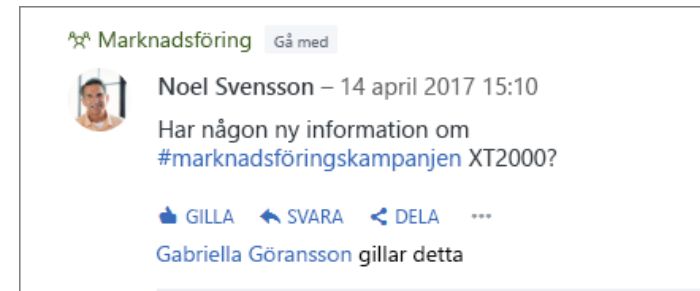 Marknadsföring Gå med
Noel Svensson – 14 april 2017 15:10
Har någon ny information om
#marknadsföringskampanjen XT2000?
GILLA SVARA DELA ...
Gabriella Göransson gillar detta